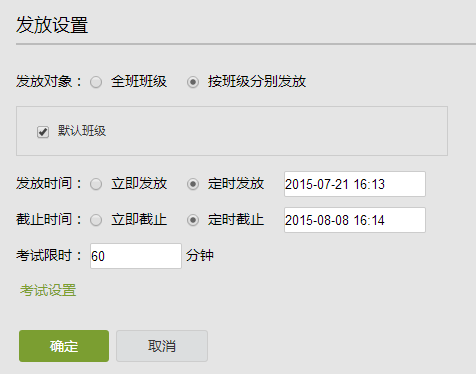 发放设置
发放对象： 全班班级 按班级分别发放
默认班级
发放时间： 立即发放 定时发放 2015-07-21 16:13
截止时间： 立即截止 定时截止 2015-08-08 16:14
考试限时： 60 分钟
考试设置
确定 取消